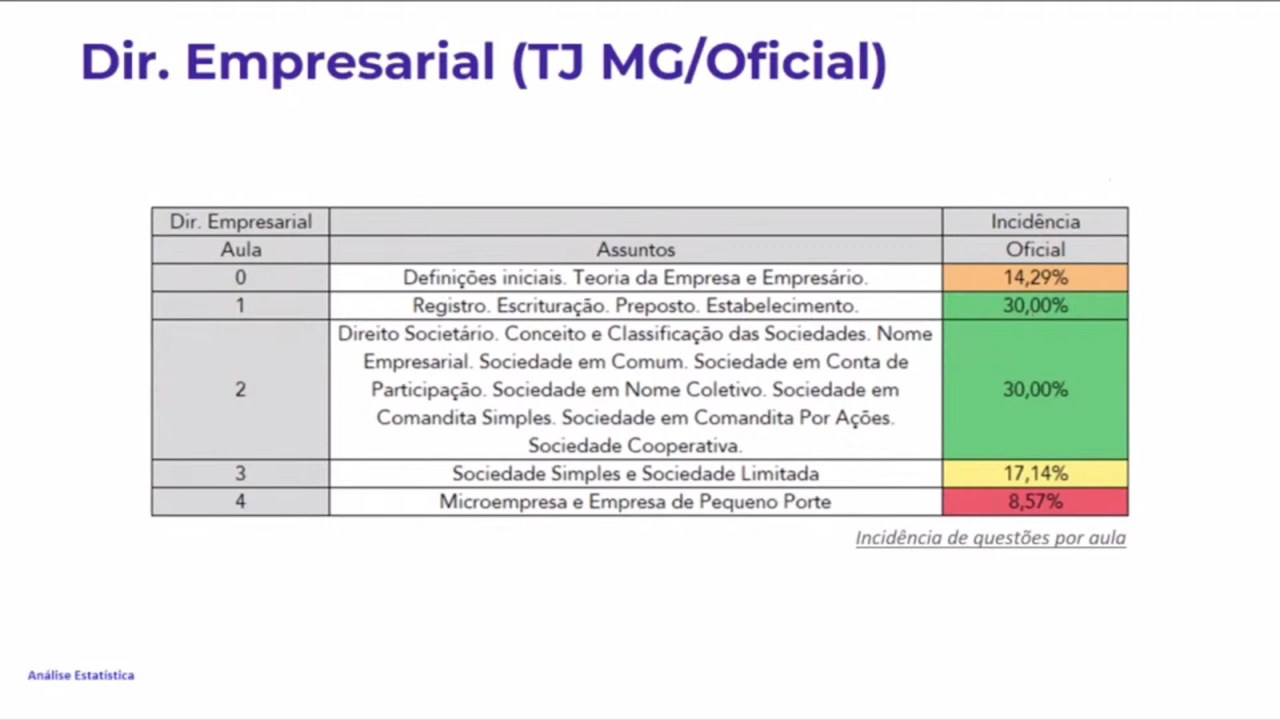 Dir. Empresarial (TJ MG/Oficial)
Dir. Empresarial Incidência
Aula Assuntos Oficial
0 Definições iniciais. Teoria da Empresa e Empresário. 14,29%
1 Registro. Escrituração. Preposto. Estabelecimento. 30,00%
Direito Societário. Conceito e Classificação das Sociedades. Nome
Empresarial. Sociedade em Comum. Sociedade em Conta de
2 Participação. Sociedade em Nome Coletivo. Sociedade em 30,00%
Comandita Simples. Sociedade em Comandita Por Ações.
Sociedade Cooperativa.
3 Sociedade Simples e Sociedade Limitada 17,14%
4 Microempresa e Empresa de Pequeno Porte 8,57%
Incidência de questões por aula
Análise Estatística